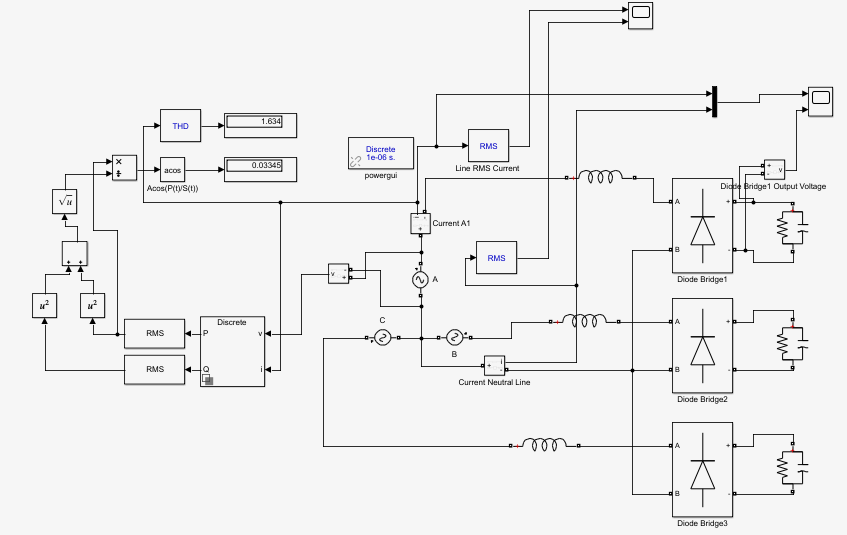 THD
1.634
Discrete
1e-06 s.
powergui
RMS
Line RMS Current
×
÷
acos
0.03345
Acos(P(t)/S(t))
+
-
v
Diode Bridge1 Output Voltage
√u
A
B
+
-
Diode Bridge1
i
-
+
Current A1
RMS
+
+
v
-
+
A
u²
u²
Discrete
P
v
Q
i
RMS
RMS
C
B
A
B
+
-
Diode Bridge2
+
i
-
Current Neutral Line
A
B
+
-
Diode Bridge3